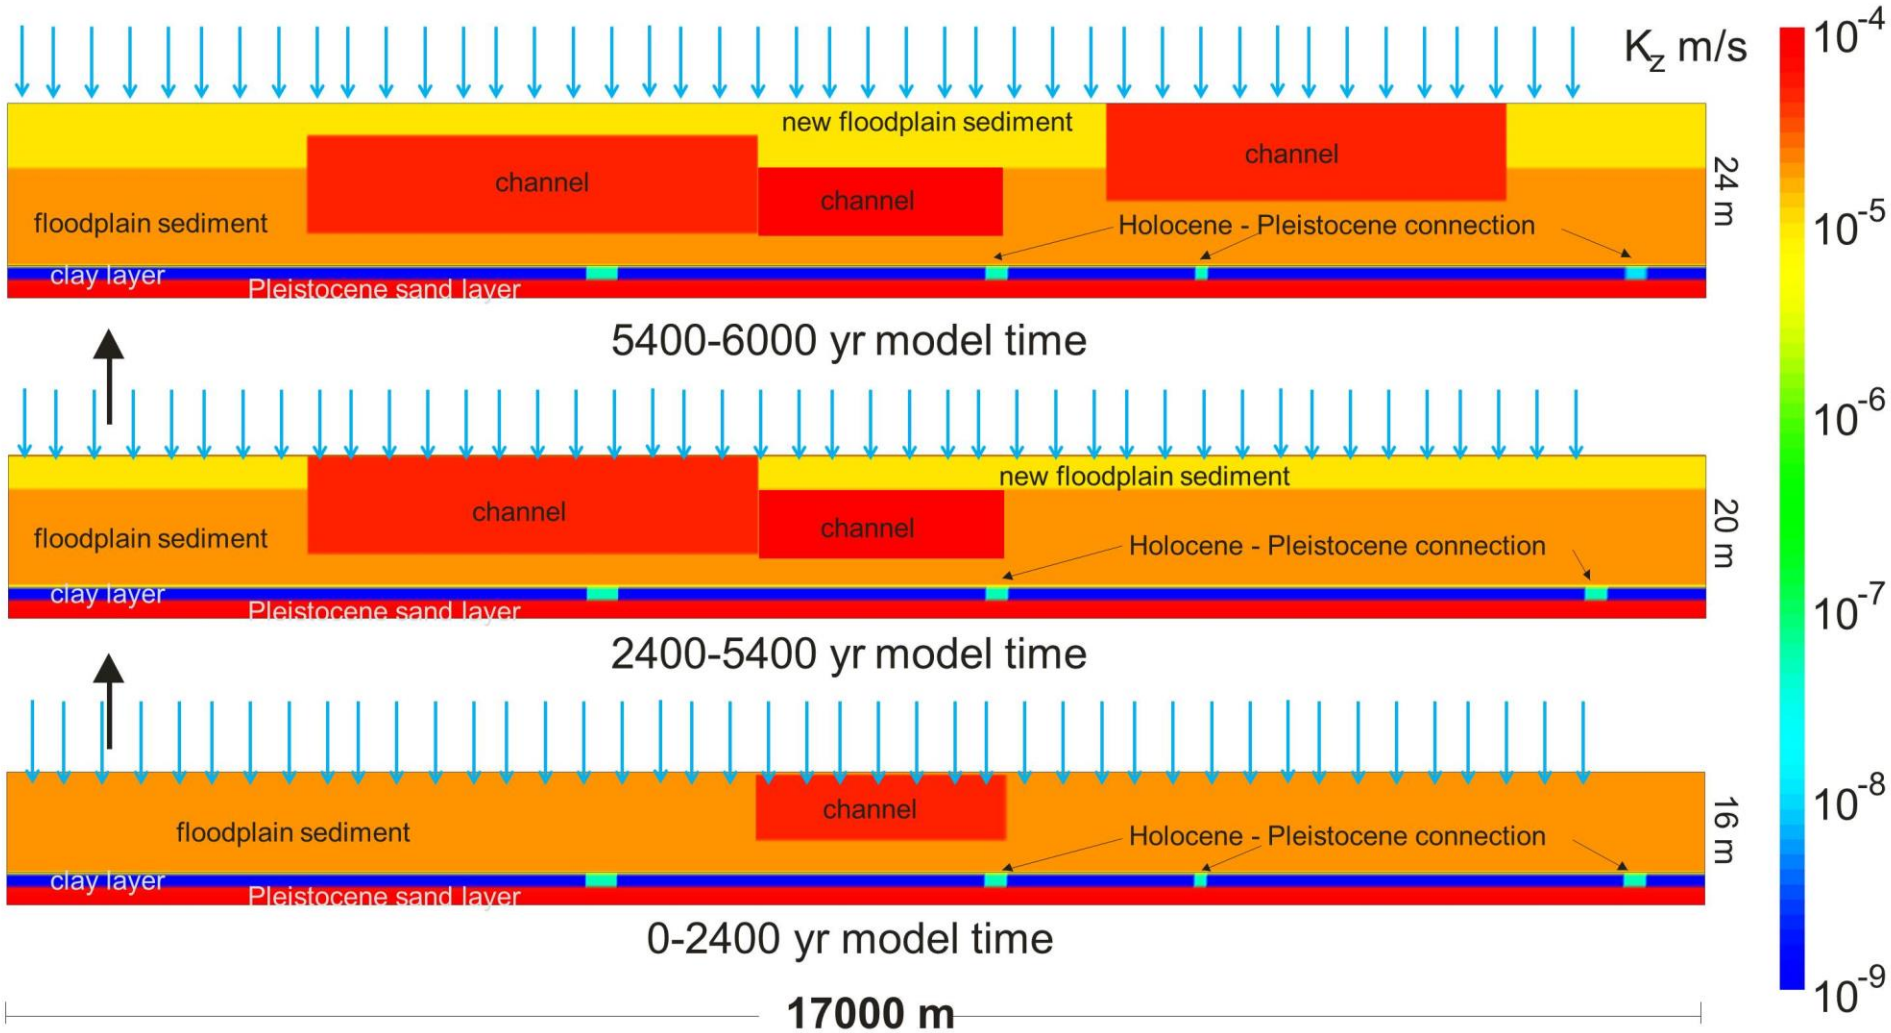 K_z m/s
10^-4
10^-5
10^-6
10^-7
10^-8
10^-9
new floodplain sediment
channel
channel
channel
floodplain sediment
Holocene - Pleistocene connection
clay layer
Pleistocene sand layer
24 m
5400-6000 yr model time
new floodplain sediment
channel
channel
floodplain sediment
Holocene - Pleistocene connection
clay layer
Pleistocene sand layer
20 m
2400-5400 yr model time
channel
floodplain sediment
Holocene - Pleistocene connection
clay layer
Pleistocene sand layer
16 m
0-2400 yr model time
17000 m